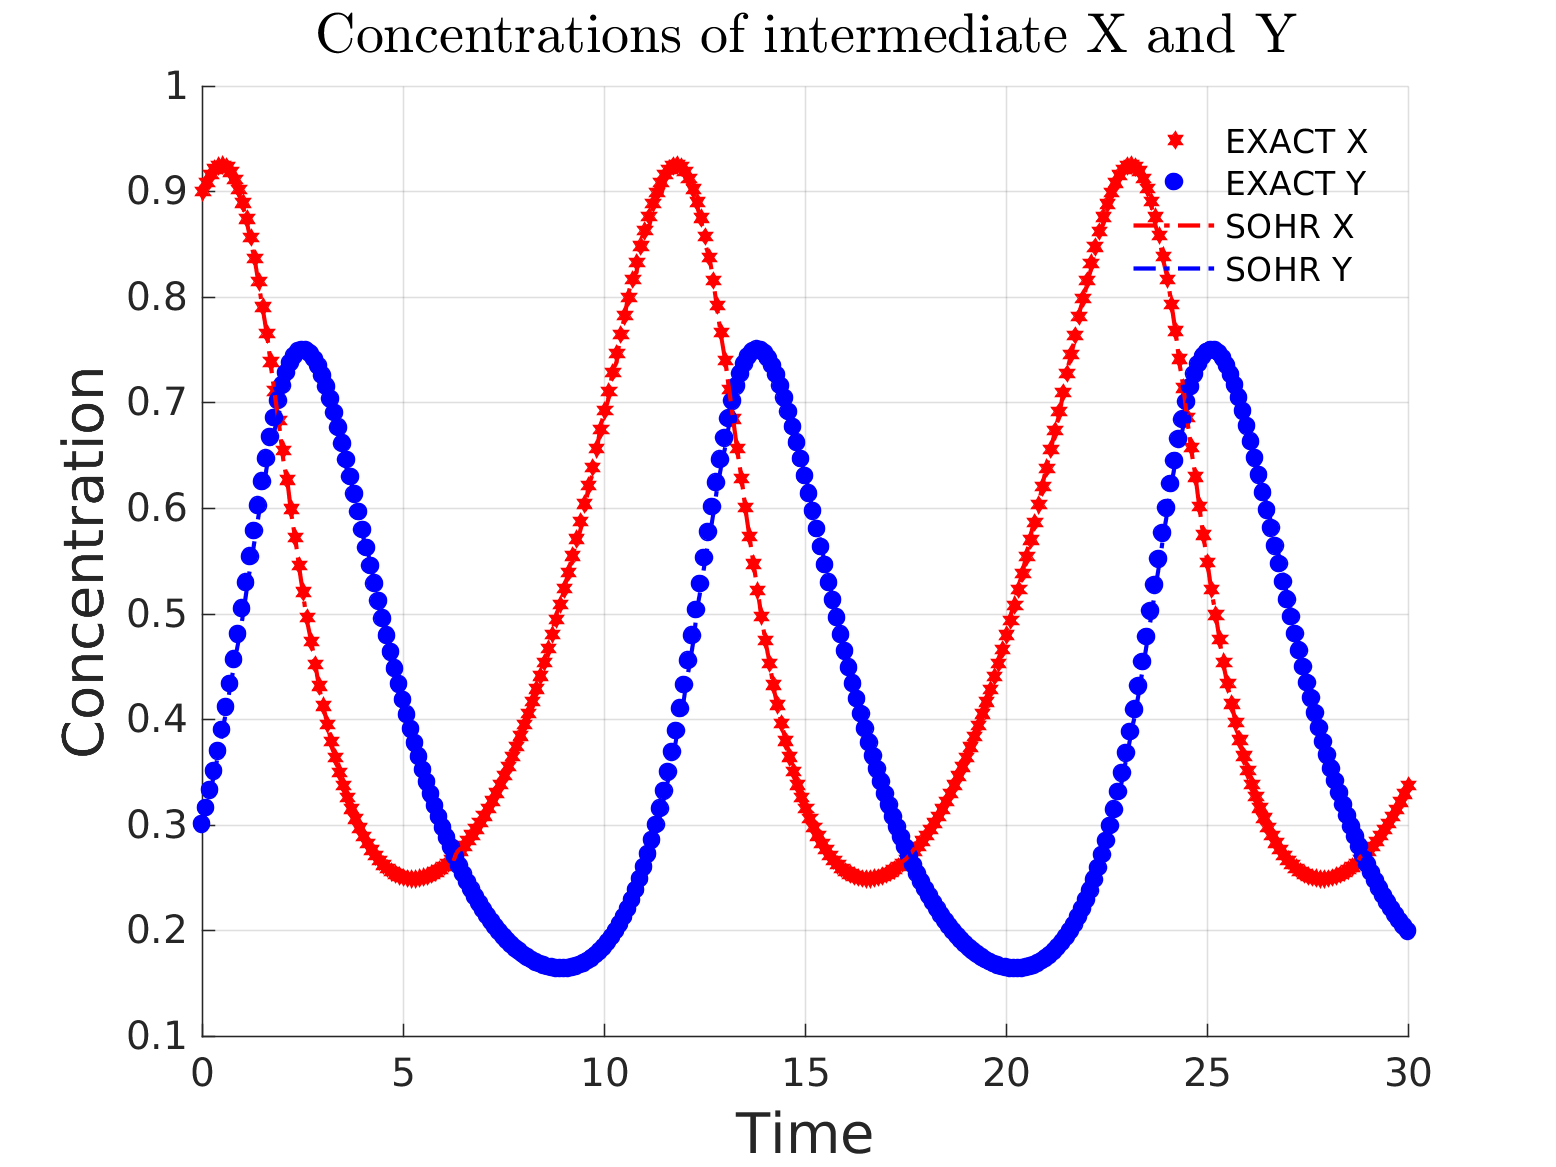 Concentrations of intermediate X and Y
Concentration
1
0.9
0.8
0.7
0.6
0.5
0.4
0.3
0.2
0.1
EXACT X
EXACT Y
SOHR X
SOHR Y
0 5 10 15 20 25 30
Time